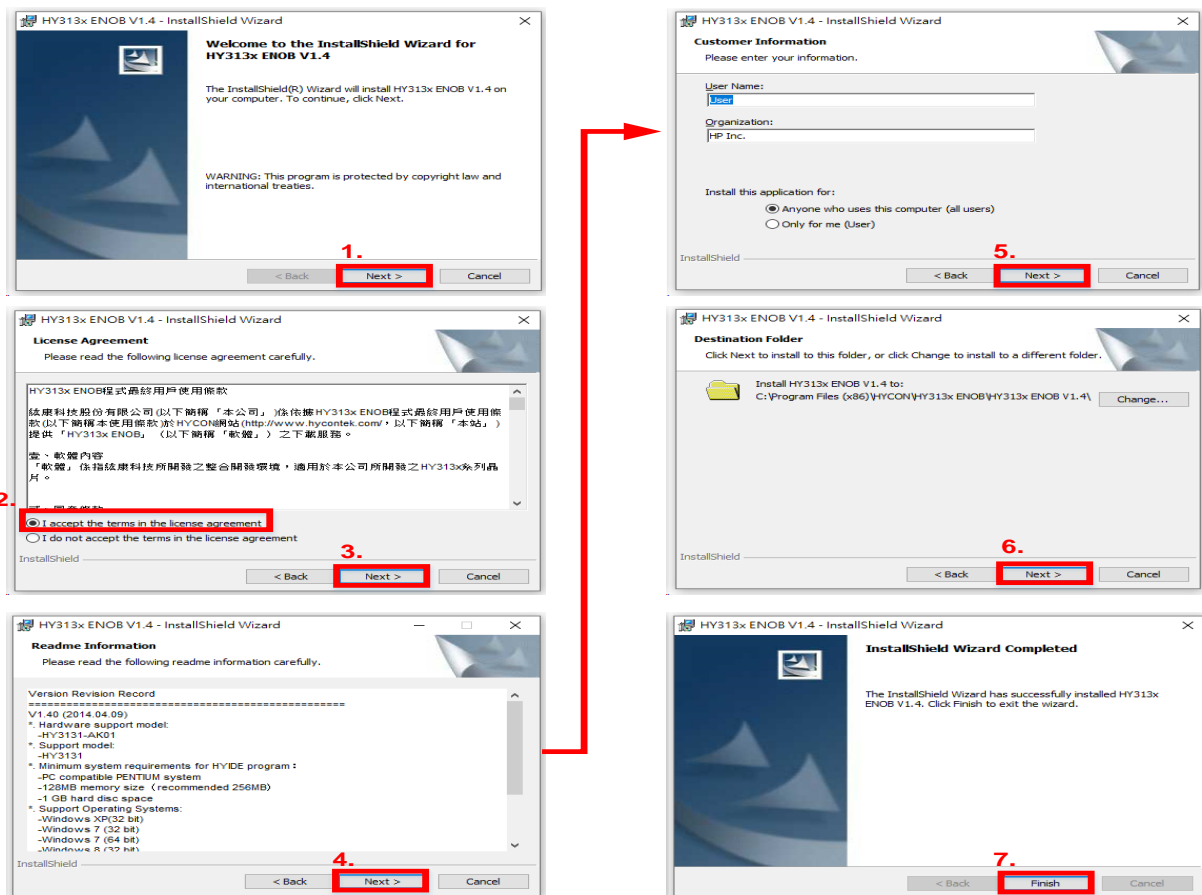 HY313x ENOB V1.4 - InstallShield Wizard
Welcome to the InstallShield Wizard for
HY313x ENOB V1.4
The InstallShield(R) Wizard will install HY313x ENOB V1.4 on
your computer. To continue, click Next.
WARNING: This program is protected by copyright law and
international treaties.
1.
< Back Next > Cancel
HY313x ENOB V1.4 - InstallShield Wizard
License Agreement
Please read the following license agreement carefully.
HY313x ENOB程式最終用戶使用條款
紘康科技股份有限公司(以下簡稱「本公司」)係依據HY313x ENOB程式最終用戶使用條
款(以下簡稱本使用條款)於HYCON網站(http://www.hycontek.com/，以下簡稱「本站」)
提供「HY313x ENOB」（以下簡稱「軟體」）之下載服務。
壹、軟體內容
「軟體」係指紘康科技所開發之整合開發環境，適用於本公司所開發之HY313x系列晶
片。
2.
I accept the terms in the license agreement
I do not accept the terms in the license agreement
InstallShield
3.
< Back Next > Cancel
HY313x ENOB V1.4 - InstallShield Wizard
Readme Information
Please read the following readme information carefully.
Version Revision Record
==================================================
V1.40 (2014.04.09)
*. Hardware support model:
-HY3131-AK01
*. Support model:
-HY3131
*. Minimum system requirements for HYIDE program：
-PC compatible PENTIUM system
-128MB memory size（recommended 256MB）
-1 GB hard disc space
*. Support Operating Systems:
-Windows XP(32 bit)
-Windows 7 (32 bit)
-Windows 7 (64 bit)
-Windows 8 (32 bit)
InstallShield
4.
< Back Next > Cancel
HY313x ENOB V1.4 - InstallShield Wizard
Customer Information
Please enter your information.
User Name:
User
Organization:
HP Inc.
Install this application for:
Anyone who uses this computer (all users)
Only for me (User)
InstallShield
5.
< Back Next > Cancel
HY313x ENOB V1.4 - InstallShield Wizard
Destination Folder
Click Next to install to this folder, or click Change to install to a different folder.
Install HY313x ENOB V1.4 to:
C:\Program Files (x86)\HYCON\HY313x ENOB\HY313x ENOB V1.4\
Change...
InstallShield
6.
< Back Next > Cancel
HY313x ENOB V1.4 - InstallShield Wizard
InstallShield Wizard Completed
The InstallShield Wizard has successfully installed HY313x
ENOB V1.4. Click Finish to exit the wizard.
7.
< Back Finish Cancel